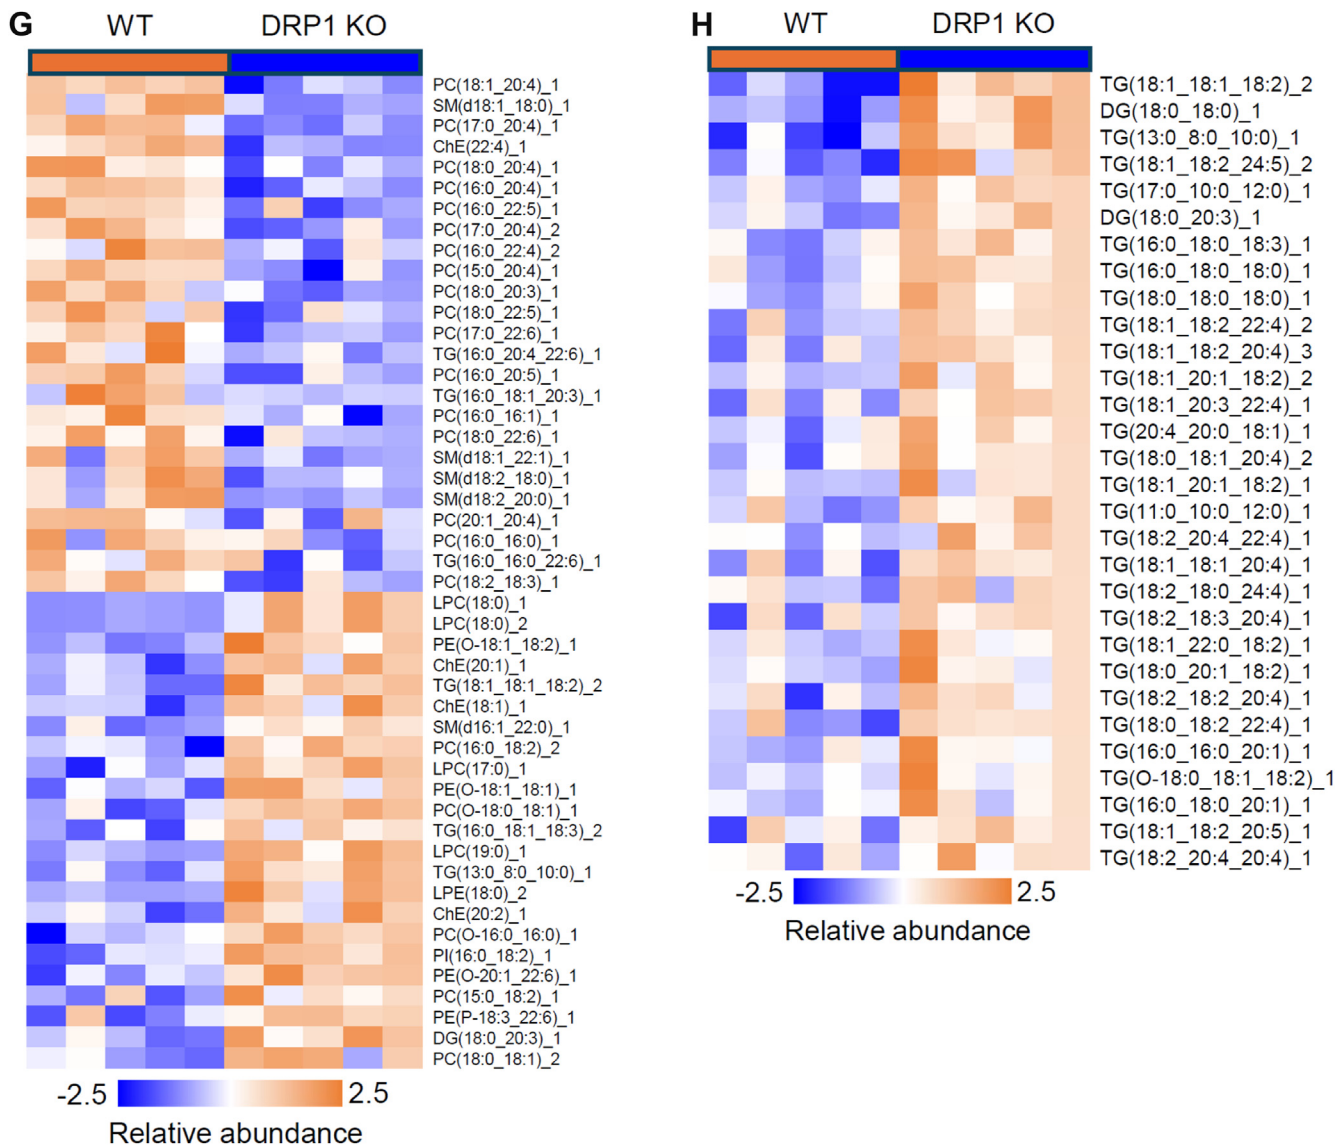 G
WT DRP1 KO
PC(18:1_20:4)_1
SM(d18:1_18:0)_1
PC(17:0_20:4)_1
ChE(22:4)_1
PC(18:0_20:4)_1
PC(16:0_20:4)_1
PC(16:0_22:5)_1
PC(17:0_20:4)_2
PC(16:0_22:4)_2
PC(15:0_20:4)_1
PC(18:0_20:3)_1
PC(18:0_22:5)_1
PC(17:0_22:6)_1
TG(16:0_20:4_22:6)_1
PC(16:0_20:5)_1
TG(16:0_18:1_20:3)_1
PC(16:0_16:1)_1
PC(18:0_22:6)_1
SM(d18:1_22:1)_1
SM(d18:2_18:0)_1
SM(d18:2_20:0)_1
PC(20:1_20:4)_1
PC(16:0_16:0)_1
TG(16:0_16:0_22:6)_1
PC(18:2_18:3)_1
LPC(18:0)_1
LPC(18:0)_2
PE(O-18:1_18:2)_1
ChE(20:1)_1
TG(18:1_18:1_18:2)_2
ChE(18:1)_1
SM(d16:1_22:0)_1
PC(16:0_18:2)_2
LPC(17:0)_1
PE(O-18:1_18:1)_1
PC(O-18:0_18:1)_1
TG(16:0_18:1_18:3)_2
LPC(19:0)_1
TG(13:0_8:0_10:0)_1
LPE(18:0)_2
ChE(20:2)_1
PC(O-16:0_16:0)_1
PI(16:0_18:2)_1
PE(O-20:1_22:6)_1
PC(15:0_18:2)_1
PE(P-18:3_22:6)_1
DG(18:0_20:3)_1
PC(18:0_18:1)_2
-2.5 2.5
Relative abundance
H
WT DRP1 KO
TG(18:1_18:1_18:2)_2
DG(18:0_18:0)_1
TG(13:0_8:0_10:0)_1
TG(18:1_18:2_24:5)_2
TG(17:0_10:0_12:0)_1
DG(18:0_20:3)_1
TG(16:0_18:0_18:3)_1
TG(16:0_18:0_18:0)_1
TG(18:0_18:0_18:0)_1
TG(18:1_18:2_22:4)_2
TG(18:1_18:2_20:4)_3
TG(18:1_20:1_18:2)_2
TG(18:1_20:3_22:4)_1
TG(20:4_20:0_18:1)_1
TG(18:0_18:1_20:4)_2
TG(18:1_20:1_18:2)_1
TG(11:0_10:0_12:0)_1
TG(18:2_20:4_22:4)_1
TG(18:1_18:1_20:4)_1
TG(18:2_18:0_24:4)_1
TG(18:2_18:3_20:4)_1
TG(18:1_22:0_18:2)_1
TG(18:0_20:1_18:2)_1
TG(18:2_18:2_20:4)_1
TG(18:0_18:2_22:4)_1
TG(16:0_16:0_20:1)_1
TG(O-18:0_18:1_18:2)_1
TG(16:0_18:0_20:1)_1
TG(18:1_18:2_20:5)_1
TG(18:2_20:4_20:4)_1
-2.5 2.5
Relative abundance